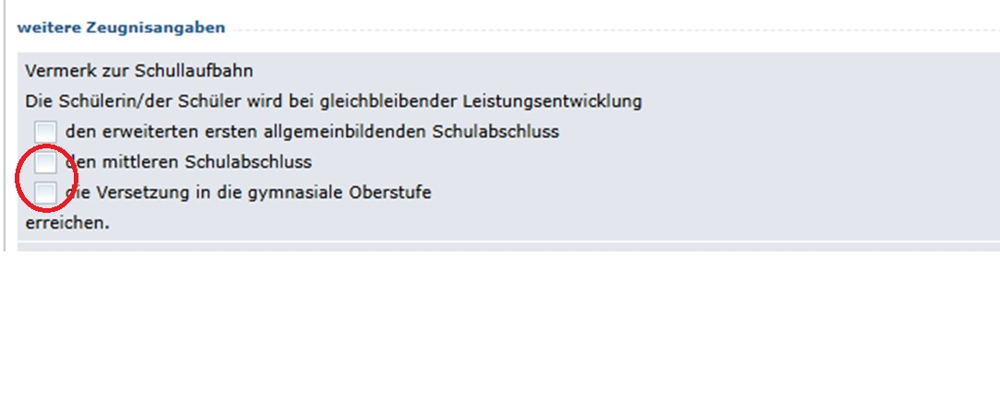 weitere Zeugnisangaben
Vermerk zur Schullaufbahn
Die Schülerin/der Schüler wird bei gleichbleibender Leistungsentwicklung
den erweiterten ersten allgemeinbildenden Schulabschluss
den mittleren Schulabschluss
die Versetzung in die gymnasiale Oberstufe
erreichen.